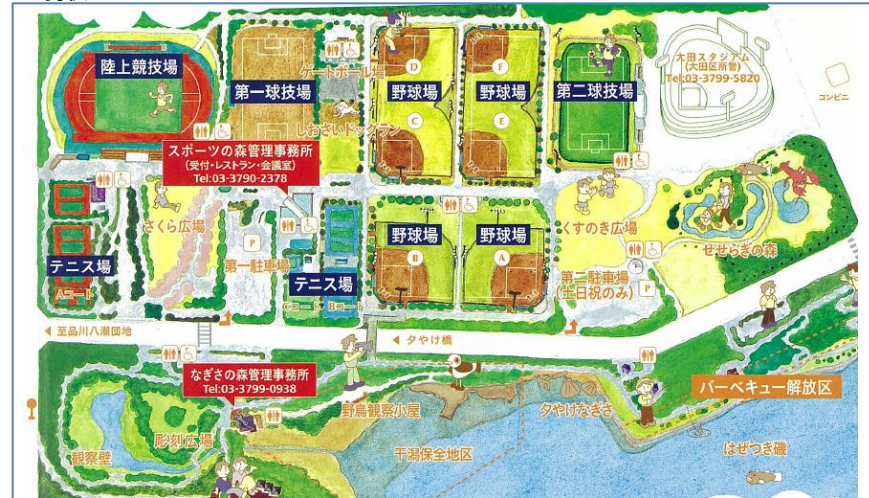 陸上競技場
第一球技場
ゲートボール場
しおさいドッグラン
野球場
D
C
野球場
F
E
第二球技場
大田スタジアム
(大田区所管)
Tel:03-3799-5820
コンビニ
スポーツの森管理事務所
(受付・レストラン・会議室)
Tel:03-3790-2378
さくら広場
テニス場
Aコート
P
第一駐車場
テニス場
Cコート
Bコート
野球場
B
野球場
A
くすのき広場
せせらぎの森
第二駐車場
(土日祝のみ)
P
至品川八潮団地
夕やけ橋
なぎさの森管理事務所
Tel:03-3799-0938
野鳥観察小屋
夕やけなぎさ
バーベキュー解放区
彫刻広場
観察壁
干潟保全地区
はぜつき磯